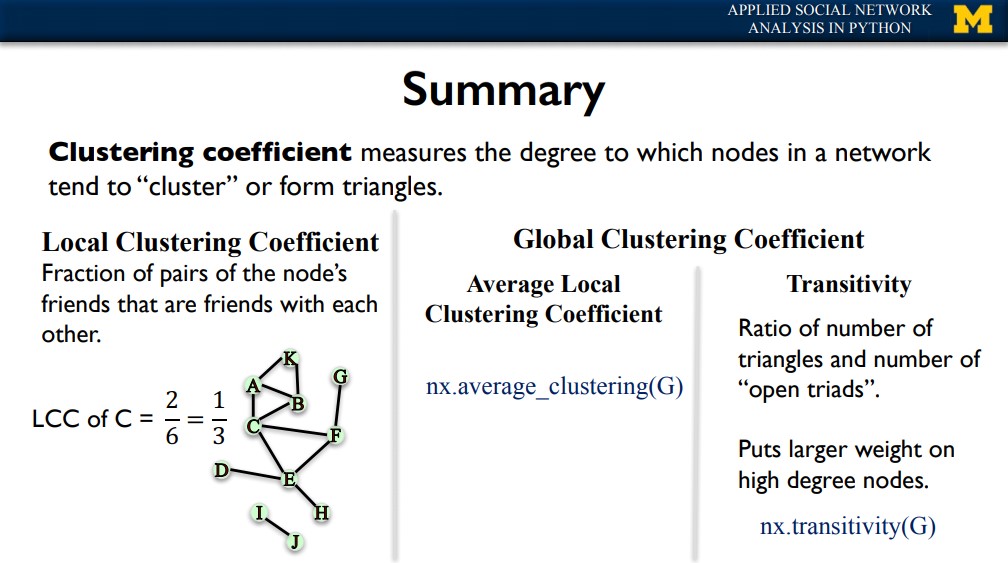 APPLIED SOCIAL NETWORK
ANALYSIS IN PYTHON
M
Summary
Clustering coefficient measures the degree to which nodes in a network
tend to “cluster” or form triangles.
Local Clustering Coefficient
Fraction of pairs of the node’s
friends that are friends with each
other.
LCC of C = 2/6 = 1/3
K
A
G
B
C
F
D
E
I
H
J
Global Clustering Coefficient
Average Local
Clustering Coefficient
nx.average_clustering(G)
Transitivity
Ratio of number of
triangles and number of
“open triads”.
Puts larger weight on
high degree nodes.
nx.transitivity(G)